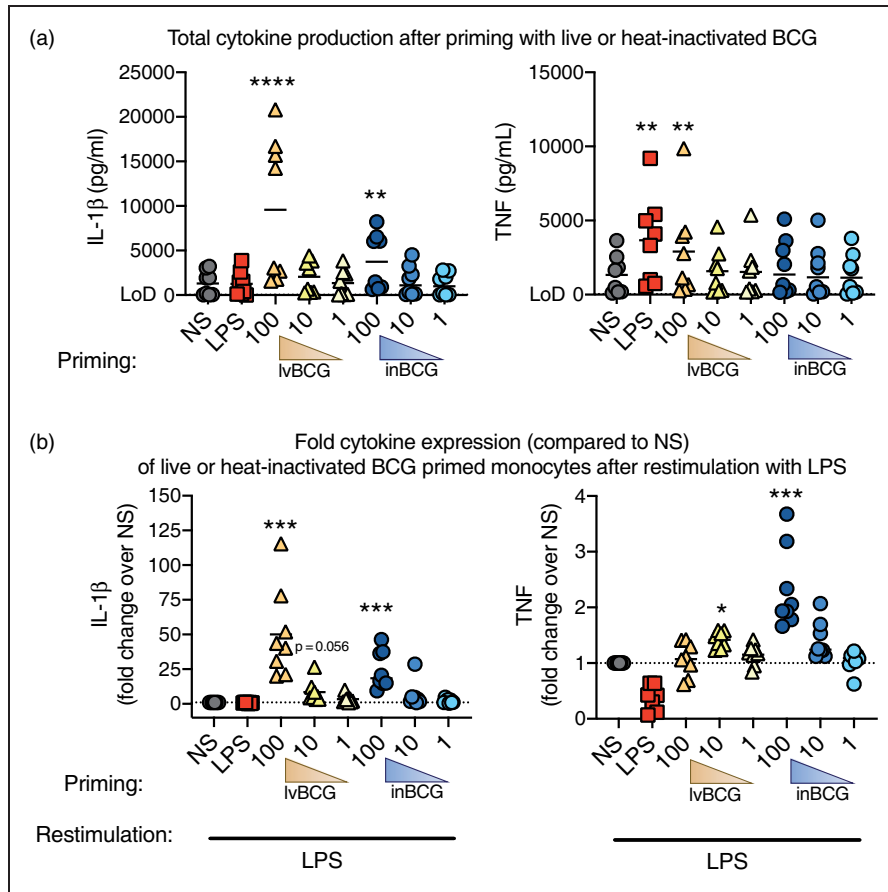 (a) Total cytokine production after priming with live or heat-inactivated BCG
IL-1β (pg/ml)
25000
20000
15000
10000
5000
LoD
****
**
NS LPS 100 10 1 100 10 1
Priming:
lvBCG inBCG
TNF (pg/mL)
15000
10000
5000
LoD
** **
NS LPS 100 10 1 100 10 1
lvBCG inBCG
(b) Fold cytokine expression (compared to NS)
of live or heat-inactivated BCG primed monocytes after restimulation with LPS
IL-1β
(fold change over NS)
150
125
100
75
50
25
0
***
p = 0.056
***
NS LPS 100 10 1 100 10 1
Priming:
lvBCG inBCG
Restimulation:
LPS
TNF
(fold change over NS)
4
3
2
1
0
***
*
NS LPS 100 10 1 100 10 1
lvBCG inBCG
LPS